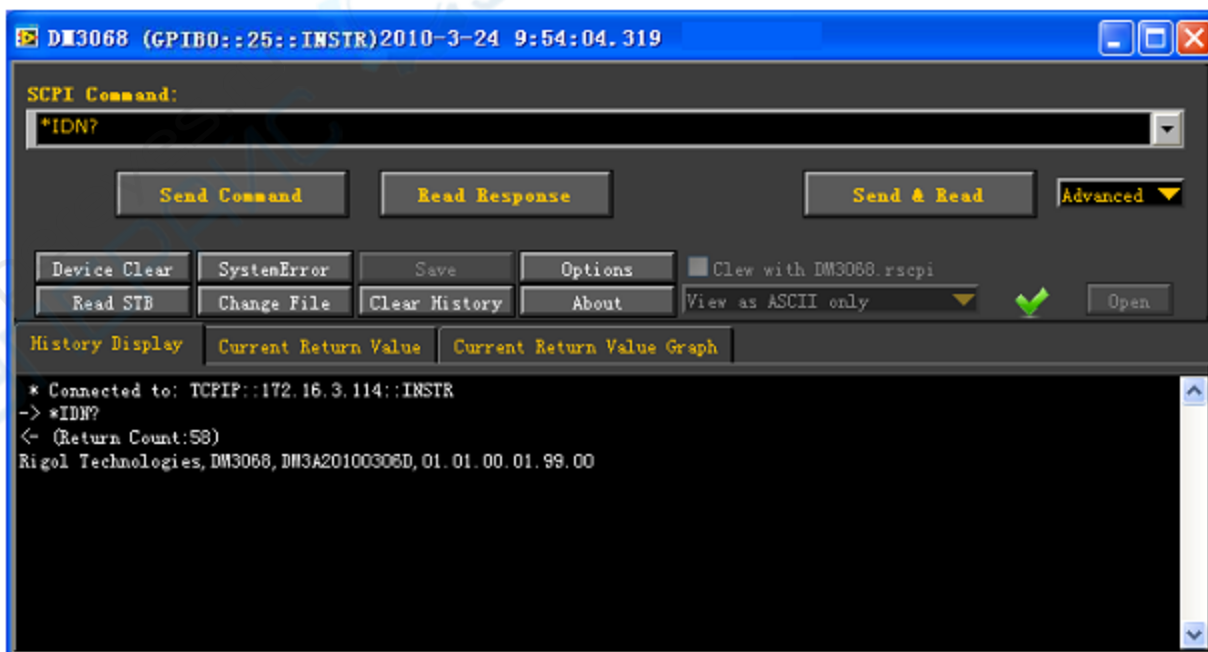 DM3068 (GPIB0::25::INSTR)2010-3-24 9:54:04.319
SCPI Command:
*IDN?
Send Command Read Response Send & Read Advanced
Device Clear SystemError Save Options Clew with DM3068.rscpi
Read STB Change File Clear History About View as ASCII only Open
History Display Current Return Value Current Return Value Graph
* Connected to: TCPIP::172.16.3.114::INSTR
-> *IDN?
<- (Return Count:58)
Rigol Technologies,DM3068,DM3A20100306D,01.01.00.01.99.00